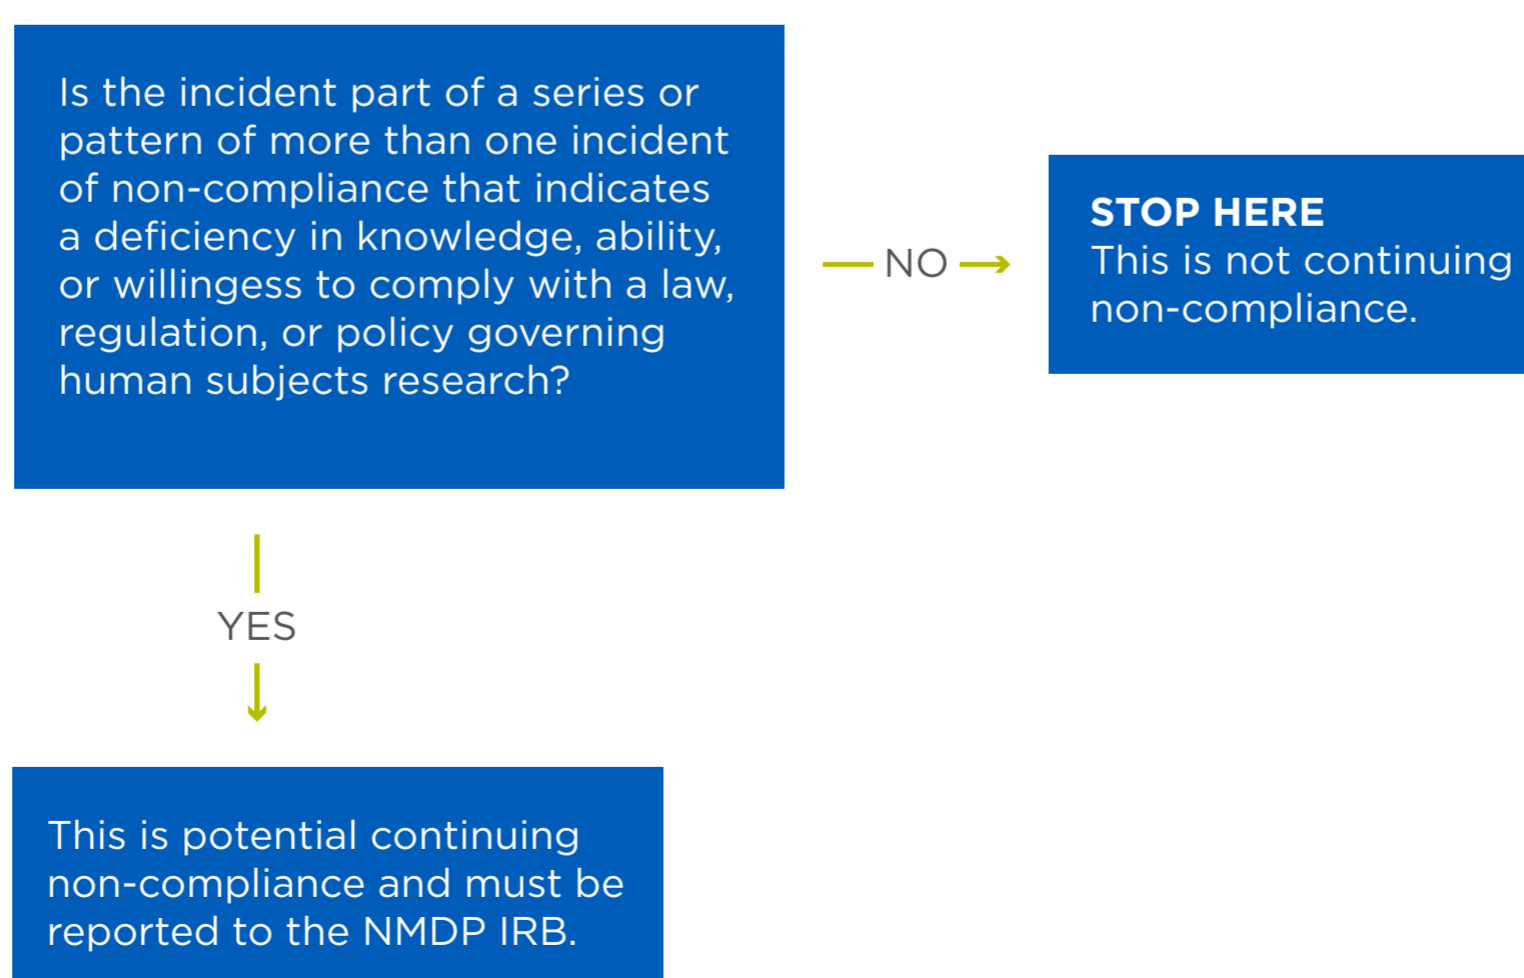 Is the incident part of a series or
pattern of more than one incident
of non-compliance that indicates
a deficiency in knowledge, ability,
or willingess to comply with a law,
regulation, or policy governing
human subjects research?
NO
STOP HERE
This is not continuing
non-compliance.
YES
This is potential continuing
non-compliance and must be
reported to the NMDP IRB.